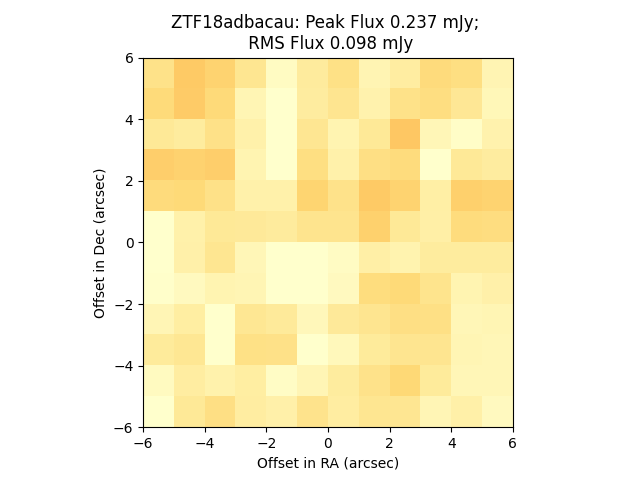 ZTF18adbacau: Peak Flux 0.237 mJy;
RMS Flux 0.098 mJy
6
4
2
0
−2
−4
−6
Offset in Dec (arcsec)
−6 −4 −2 0 2 4 6
Offset in RA (arcsec)